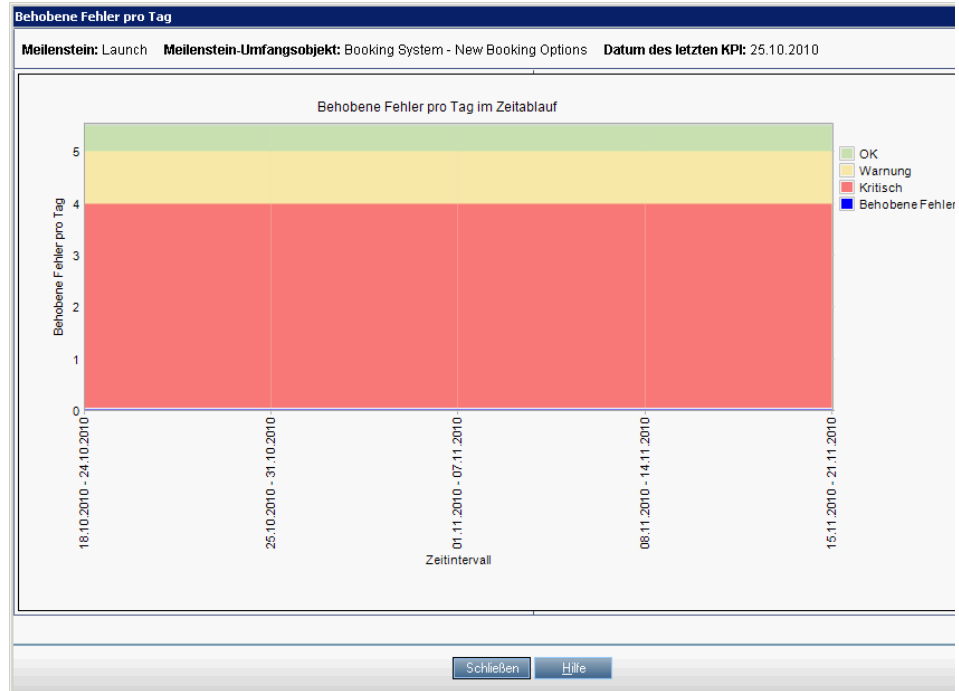 Behobene Fehler pro Tag
Meilenstein: Launch Meilenstein-Umfangsobjekt: Booking System - New Booking Options Datum des letzten KPI: 25.10.2010
Behobene Fehler pro Tag im Zeitablauf
OK
Warnung
Kritisch
Behobene Fehler
Behobene Fehler pro Tag
5
4
3
2
1
0
18.10.2010 - 24.10.2010
25.10.2010 - 31.10.2010
01.11.2010 - 07.11.2010
08.11.2010 - 14.11.2010
15.11.2010 - 21.11.2010
Zeitintervall
Schließen Hilfe